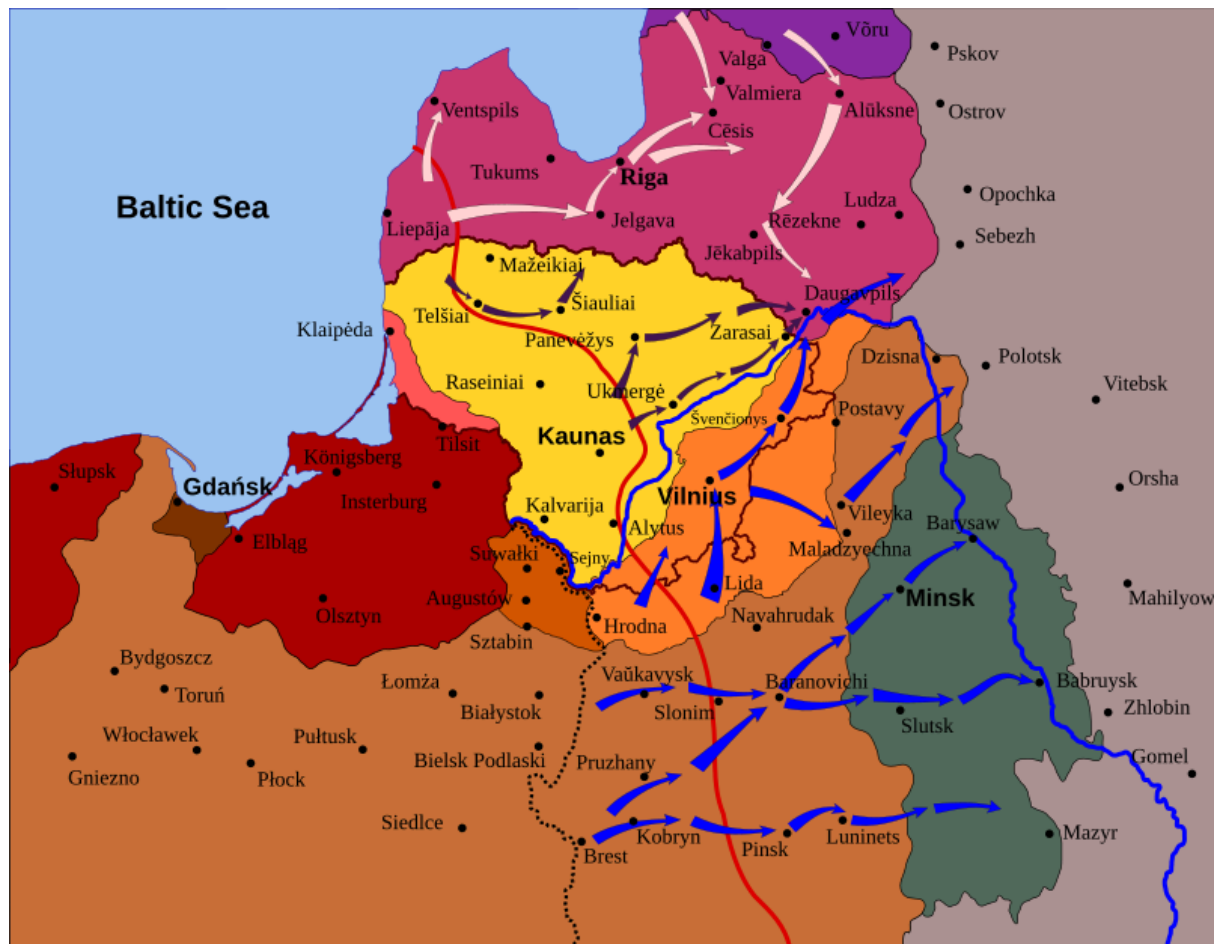 Võru
Pskov
Valga
Valmiera
Alūksne
Ventspils
Ostrov
Cēsis
Tukums
Riga
Opochka
Baltic Sea
Ludza
Liepāja
Jelgava
Rēzekne
Sebezh
Jēkabpils
Mažeikiai
Daugavpils
Telšiai
Šiauliai
Klaipėda
Panevėžys
Zarasai
Dzisna
Polotsk
Raseiniai
Ukmergė
Vitebsk
Švenčionys
Postavy
Tilsit
Kaunas
Słupsk
Königsberg
Gdańsk
Insterburg
Vilnius
Orsha
Kalvarija
Alytus
Vileyka
Barysaw
Elbląg
Maladzyechna
Suwałki
Sejny
Lida
Augustów
Minsk
Mahilyow
Olsztyn
Hrodna
Navahrudak
Sztabin
Bydgoszcz
Toruń
Łomża
Vaŭkavysk
Baranovichi
Babruysk
Białystok
Slonim
Zhlobin
Włocławek
Pułtusk
Slutsk
Gniezno
Płock
Bielsk Podlaski
Pruzhany
Gomel
Siedlce
Kobryn
Luninets
Mazyr
Brest
Pinsk